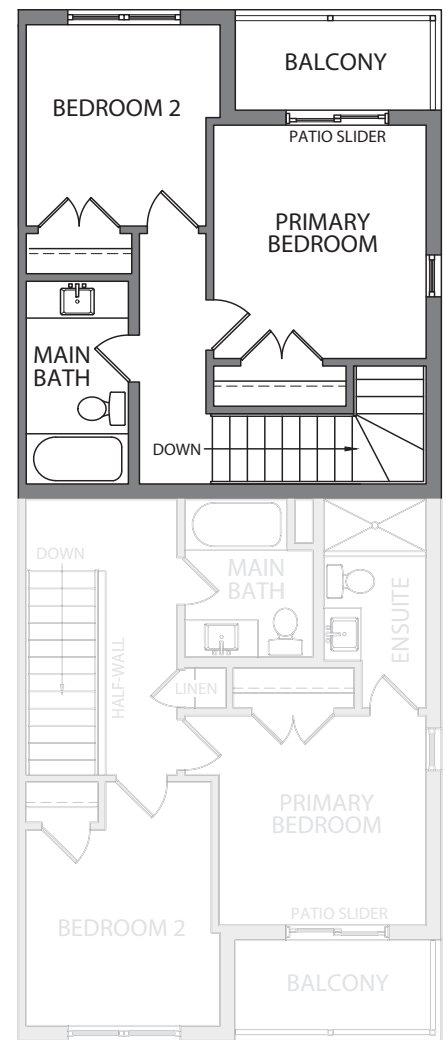 BALCONY
BEDROOM 2
PATIO SLIDER
PRIMARY
BEDROOM
MAIN
BATH
DOWN
DOWN
MAIN
BATH
ENSUITE
HALF-WALL
LINEN
PRIMARY
BEDROOM
PATIO SLIDER
BEDROOM 2
BALCONY